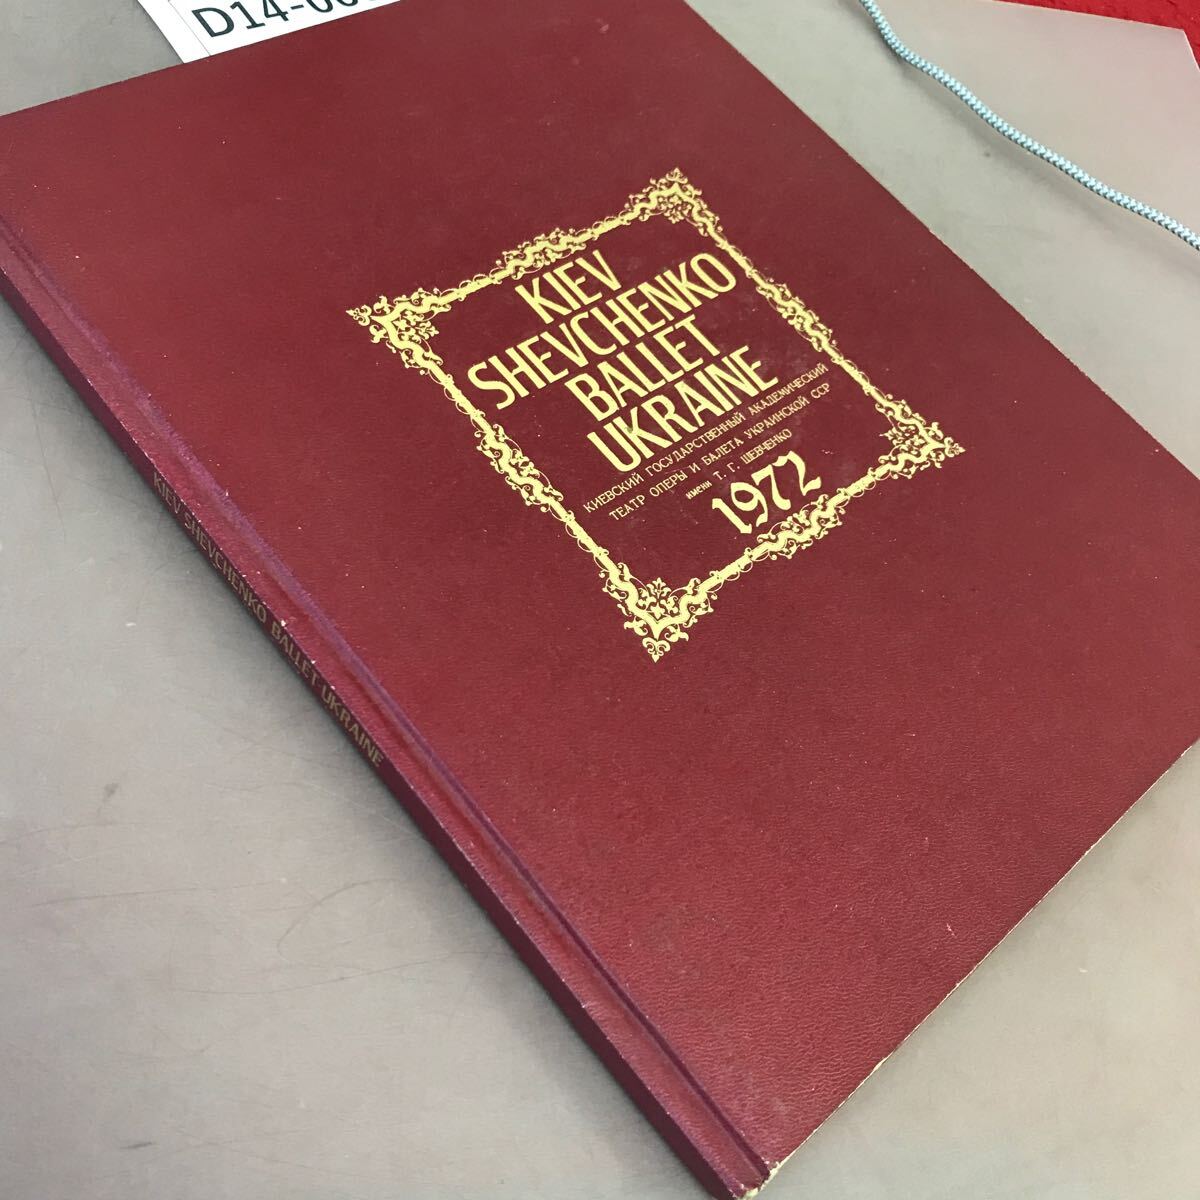 D14-00
KIEV
SHEVCHENKO
BALLET
UKRAINE
КИЕВСКИЙ ГОСУДАРСТВЕННЫЙ АКАДЕМИЧЕСКИЙ
ТЕАТР ОПЕРЫ И БАЛЕТА УКРАИНСКОЙ ССР
имени Т. Г. ШЕВЧЕНКО
1972
KIEV SHEVCHENKO BALLET UKRAINE